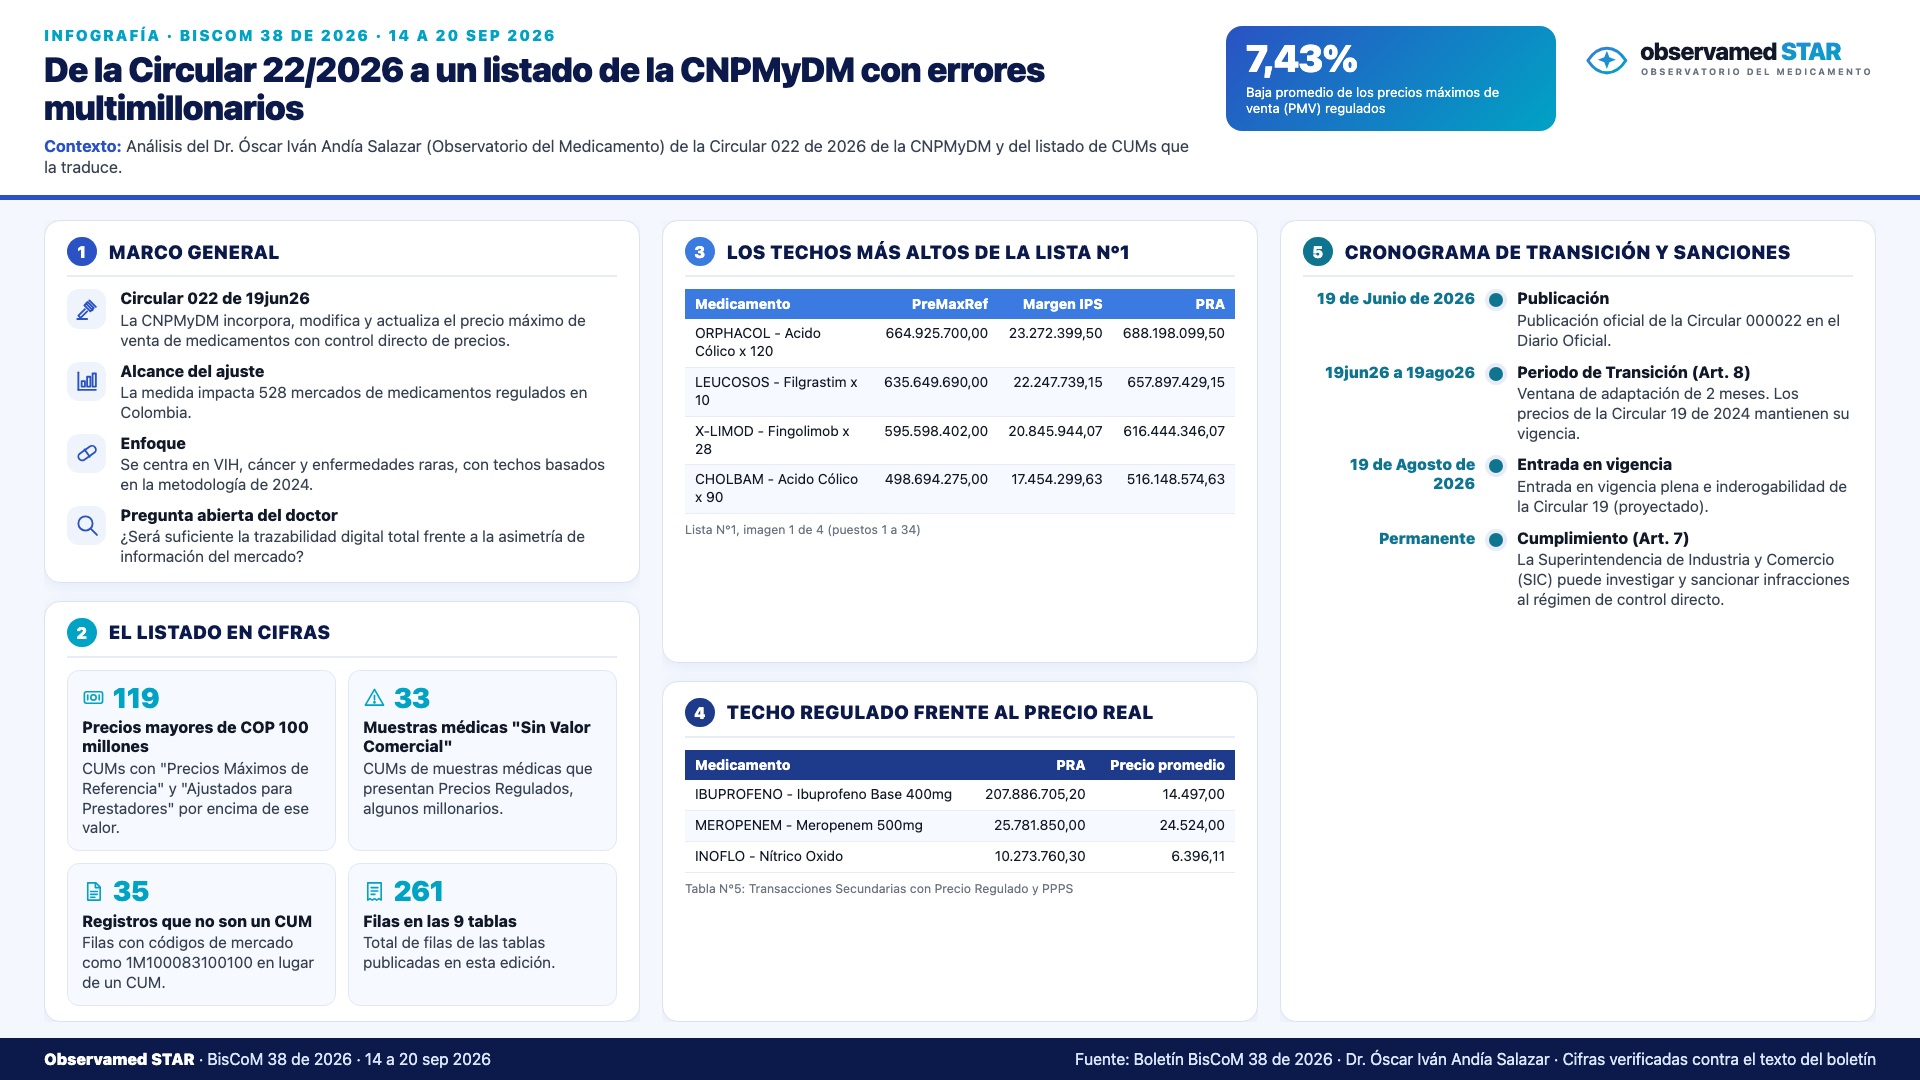 INFOGRAFÍA · BISCOM 38 DE 2026 · 14 A 20 SEP 2026
De la Circular 22/2026 a un listado de la CNPMyDM con errores
multimillonarios
Contexto: Análisis del Dr. Óscar Iván Andía Salazar (Observatorio del Medicamento) de la Circular 022 de 2026 de la CNPMyDM y del listado de CUMs que
la traduce.
7,43%
Baja promedio de los precios máximos de
venta (PMV) regulados
observamed STAR
OBSERVATORIO DEL MEDICAMENTO
1 MARCO GENERAL
Circular 022 de 19jun26
La CNPMyDM incorpora, modifica y actualiza el precio máximo de
venta de medicamentos con control directo de precios.
Alcance del ajuste
La medida impacta 528 mercados de medicamentos regulados en
Colombia.
Enfoque
Se centra en VIH, cáncer y enfermedades raras, con techos basados
en la metodología de 2024.
Pregunta abierta del doctor
¿Será suficiente la trazabilidad digital total frente a la asimetría de
información del mercado?
2 EL LISTADO EN CIFRAS
119
Precios mayores de COP 100
millones
CUMs con "Precios Máximos de
Referencia" y "Ajustados para
Prestadores" por encima de ese
valor.
33
Muestras médicas "Sin Valor
Comercial"
CUMs de muestras médicas que
presentan Precios Regulados,
algunos millonarios.
35
Registros que no son un CUM
Filas con códigos de mercado
como 1M100083100100 en lugar
de un CUM.
261
Filas en las 9 tablas
Total de filas de las tablas
publicadas en esta edición.
3 LOS TECHOS MÁS ALTOS DE LA LISTA Nº1
Medicamento PreMaxRef Margen IPS PRA
ORPHACOL - Acido 664.925.700,00 23.272.399,50 688.198.099,50
Cólico x 120
LEUCOSOS - Filgrastim x 635.649.690,00 22.247.739,15 657.897.429,15
10
X-LIMOD - Fingolimob x 595.598.402,00 20.845.944,07 616.444.346,07
28
CHOLBAM - Acido Cólico 498.694.275,00 17.454.299,63 516.148.574,63
x 90
Lista Nº1, imagen 1 de 4 (puestos 1 a 34)
4 TECHO REGULADO FRENTE AL PRECIO REAL
Medicamento PRA Precio promedio
IBUPROFENO - Ibuprofeno Base 400mg 207.886.705,20 14.497,00
MEROPENEM - Meropenem 500mg 25.781.850,00 24.524,00
INOFLO - Nítrico Oxido 10.273.760,30 6.396,11
Tabla Nº5: Transacciones Secundarias con Precio Regulado y PPPS
5 CRONOGRAMA DE TRANSICIÓN Y SANCIONES
19 de Junio de 2026 Publicación
Publicación oficial de la Circular 000022 en el
Diario Oficial.
19jun26 a 19ago26 Periodo de Transición (Art. 8)
Ventana de adaptación de 2 meses. Los
precios de la Circular 19 de 2024 mantienen su
vigencia.
19 de Agosto de
2026
Entrada en vigencia
Entrada en vigencia plena e inderogabilidad de
la Circular 19 (proyectado).
Permanente Cumplimiento (Art. 7)
La Superintendencia de Industria y Comercio
(SIC) puede investigar y sancionar infracciones
al régimen de control directo.
Observamed STAR · BisCoM 38 de 2026 · 14 a 20 sep 2026
Fuente: Boletín BisCoM 38 de 2026 · Dr. Óscar Iván Andía Salazar · Cifras verificadas contra el texto del boletín